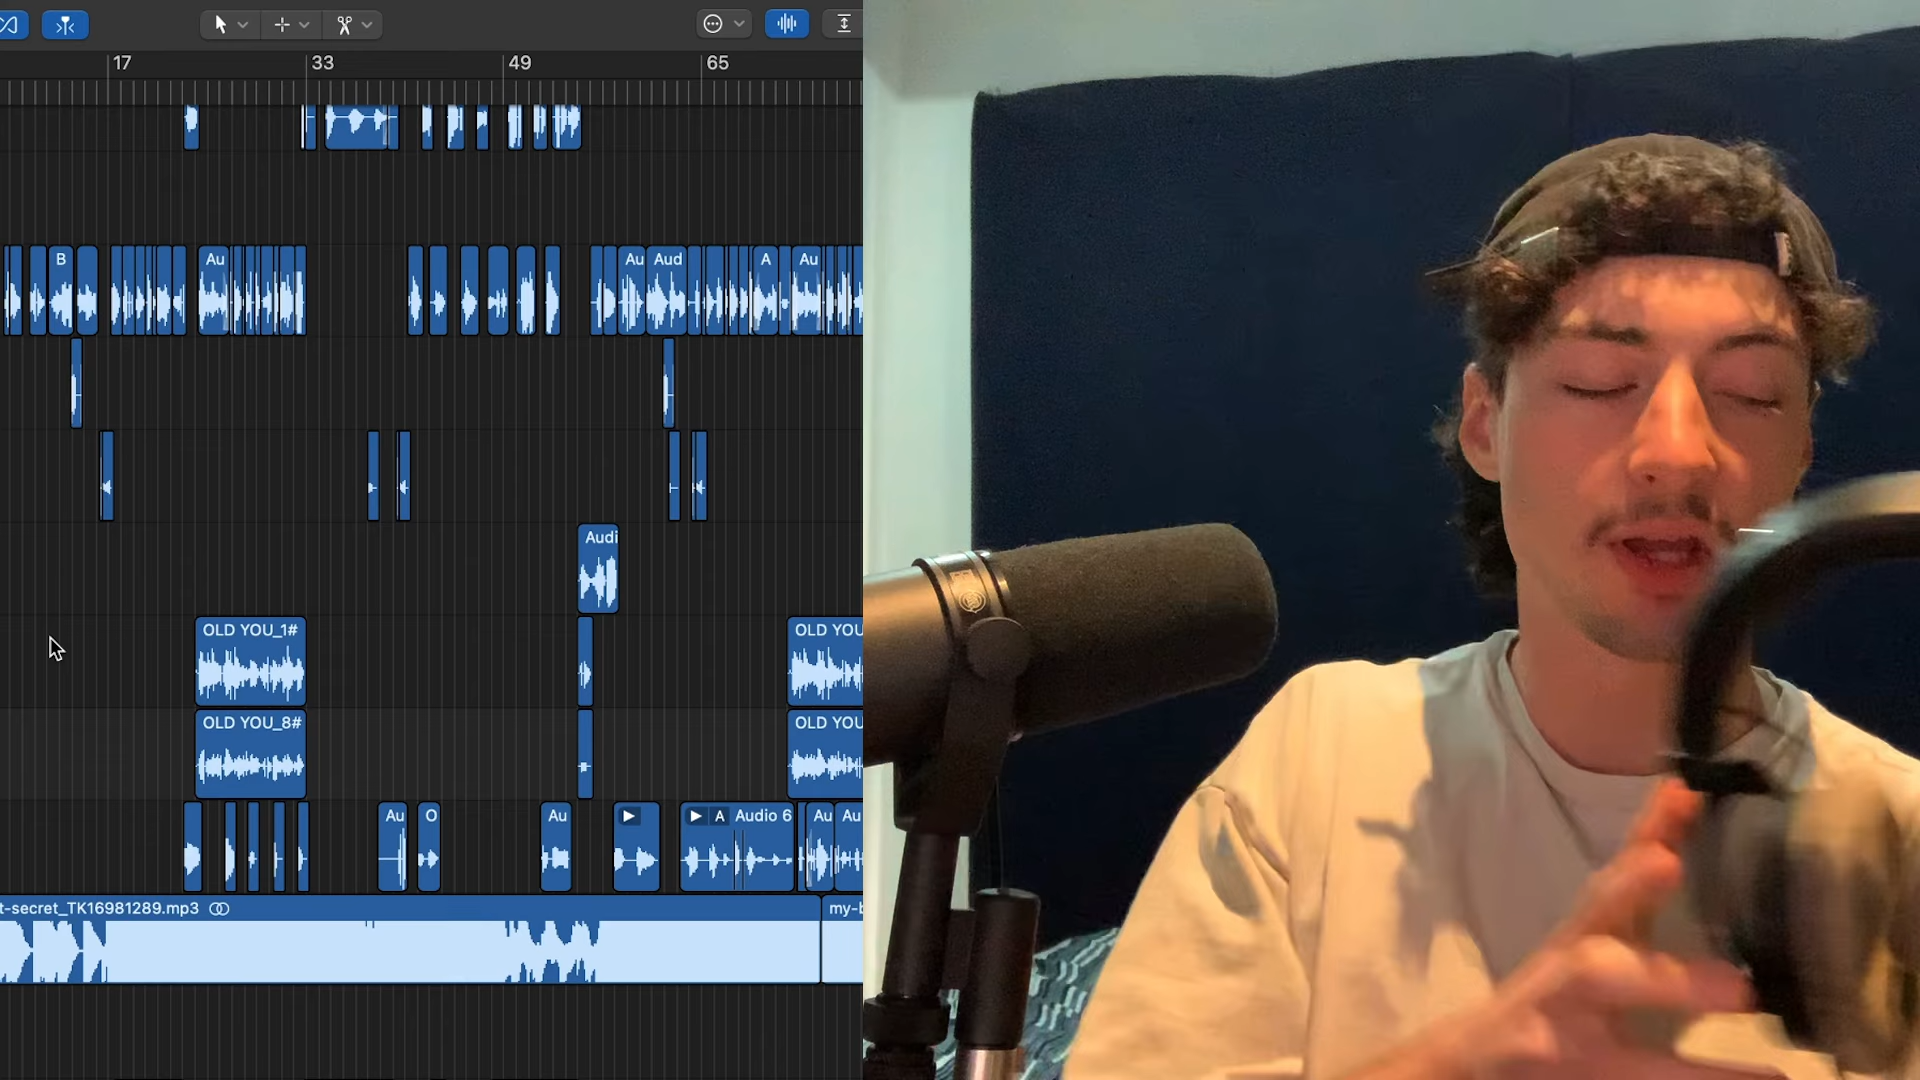 17 33 49 65
B Au Au Aud A Au
Audi
OLD YOU_1# OLD YOU
OLD YOU_8# OLD YOU
Au O Au A Audio 6 Au Au
t-secret_TK16981289.mp3 my-b